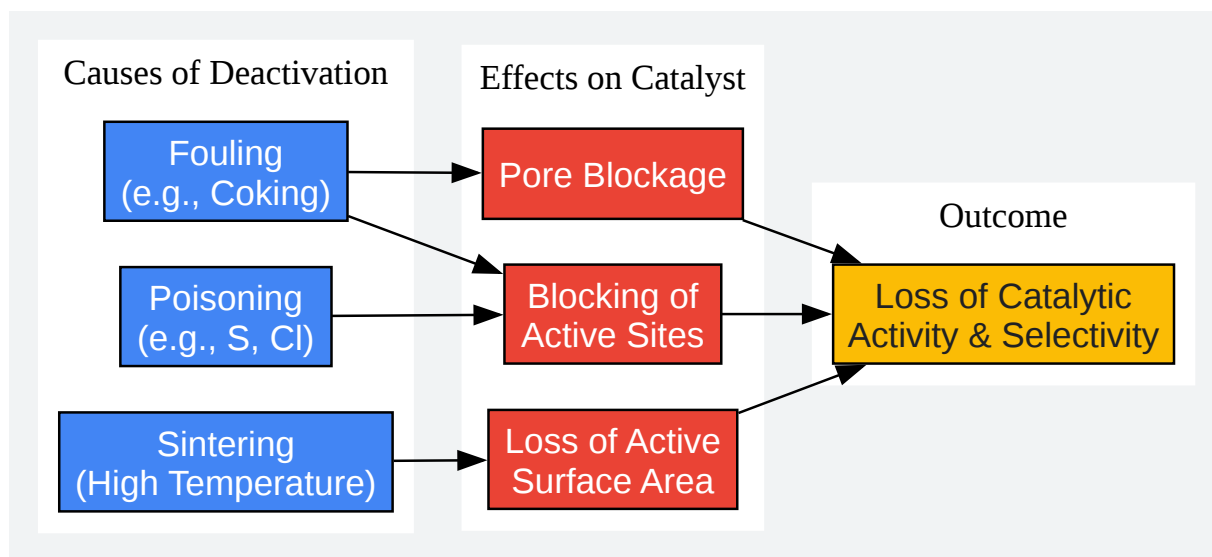 Causes of Deactivation
Fouling
(e.g., Coking)
Poisoning
(e.g., S, Cl)
Sintering
(High Temperature)
Effects on Catalyst
Pore Blockage
Blocking of
Active Sites
Loss of Active
Surface Area
Outcome
Loss of Catalytic
Activity & Selectivity